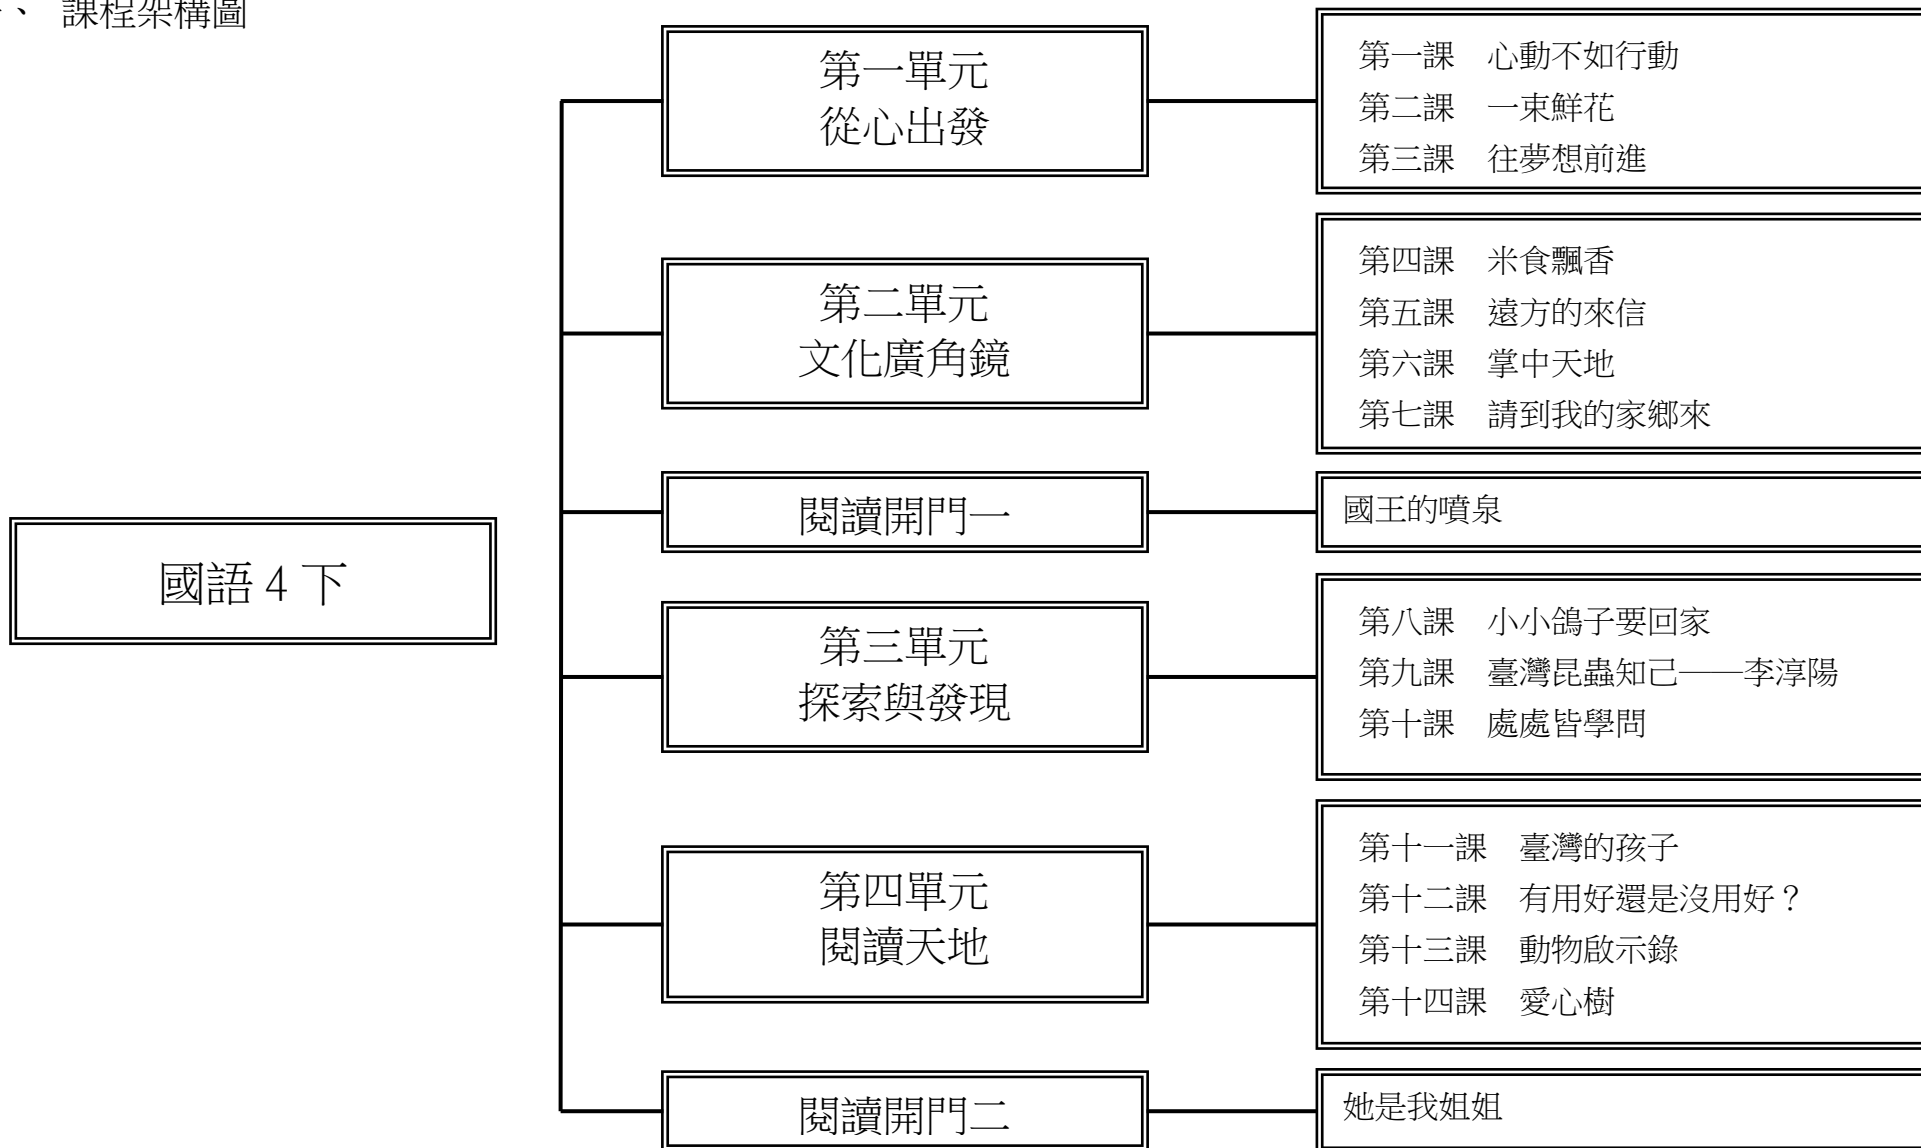 、 課程架構圖
國語 4 下
第一單元
從心出發
第一課 心動不如行動
第二課 一束鮮花
第三課 往夢想前進
第二單元
文化廣角鏡
第四課 米食飄香
第五課 遠方的來信
第六課 掌中天地
第七課 請到我的家鄉來
閱讀開門一
國王的噴泉
第三單元
探索與發現
第八課 小小鴿子要回家
第九課 臺灣昆蟲知己──李淳陽
第十課 處處皆學問
第四單元
閱讀天地
第十一課 臺灣的孩子
第十二課 有用好還是沒用好？
第十三課 動物啟示錄
第十四課 愛心樹
閱讀開門二
她是我姐姐